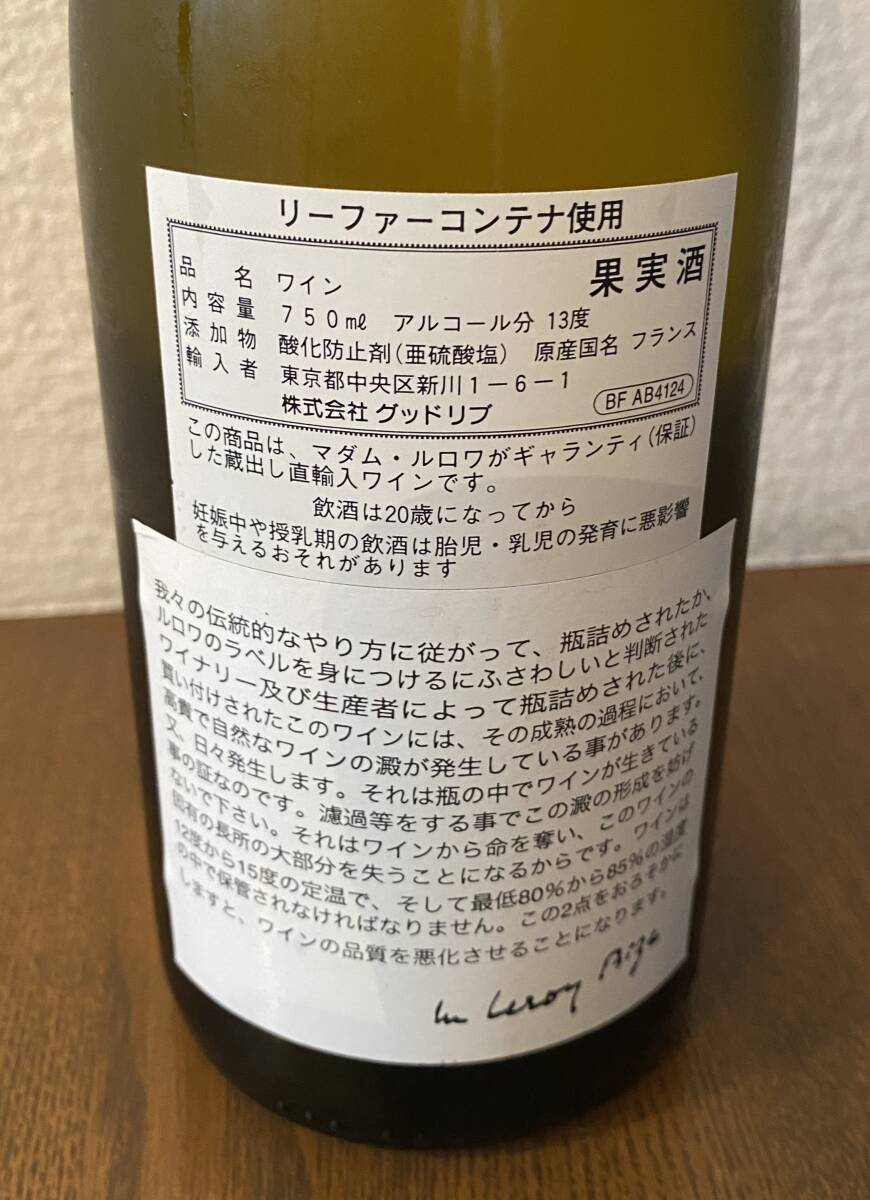 リーファーコンテナ使用
果実酒
品名 ワイン
内容量 750mℓ アルコール分 13度
添加物 酸化防止剤(亜硫酸塩) 原産国名 フランス
輸入者 東京都中央区新川1-6-1
株式会社 グッドリブ
BF AB4124
この商品は、マダム・ルロワがギャランティ(保証)
した蔵出し直輸入ワインです。
飲酒は20歳になってから
妊娠中や授乳期の飲酒は胎児・乳児の発育に悪影響
を与えるおそれがあります
我々の伝統的なやり方に従がって、瓶詰めされたか、
ルロワのラベルを身につけるにふさわしいと判断された
ワイナリー及び生産者によって瓶詰めされた後に、
買い付けされたこのワインには、その成熟の過程において、
高貴で自然なワインの澱が発生している事があります。
又、日々発生します。それは瓶の中でワインが生きている
事の証なのです。濾過等をする事でこの澱の形成を妨げ
ないで下さい。それはワインから命を奪い、このワインの
固有の長所の大部分を失うことになるからです。ワインは
12度から15度の定温で、そして最低80%から85%の湿度
の中で保管されなければなりません。この2点をおろそかに
しますと、ワインの品質を悪化させることになります。
Leroy